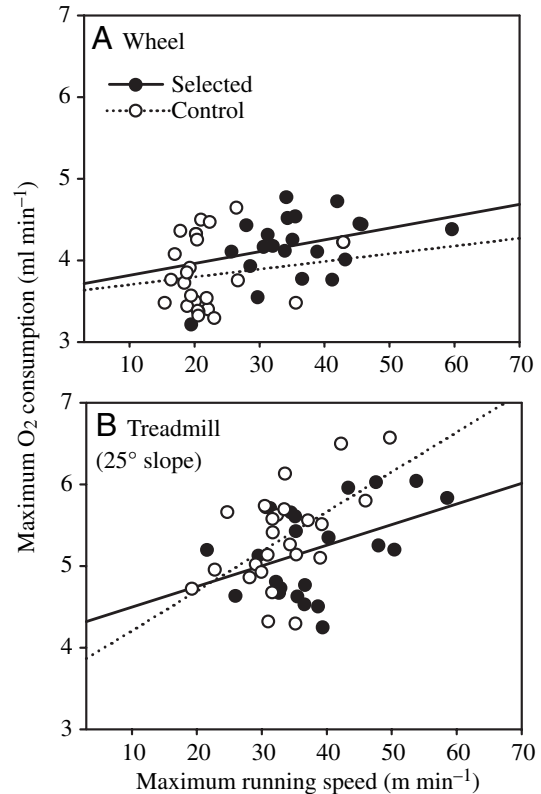 7
A Wheel
Selected
Control
6
5
4
3
10 20 30 40 50 60 70
Maximum O2 consumption (ml min−1)
7
B Treadmill
(25° slope)
6
5
4
3
10 20 30 40 50 60 70
Maximum running speed (m min−1)